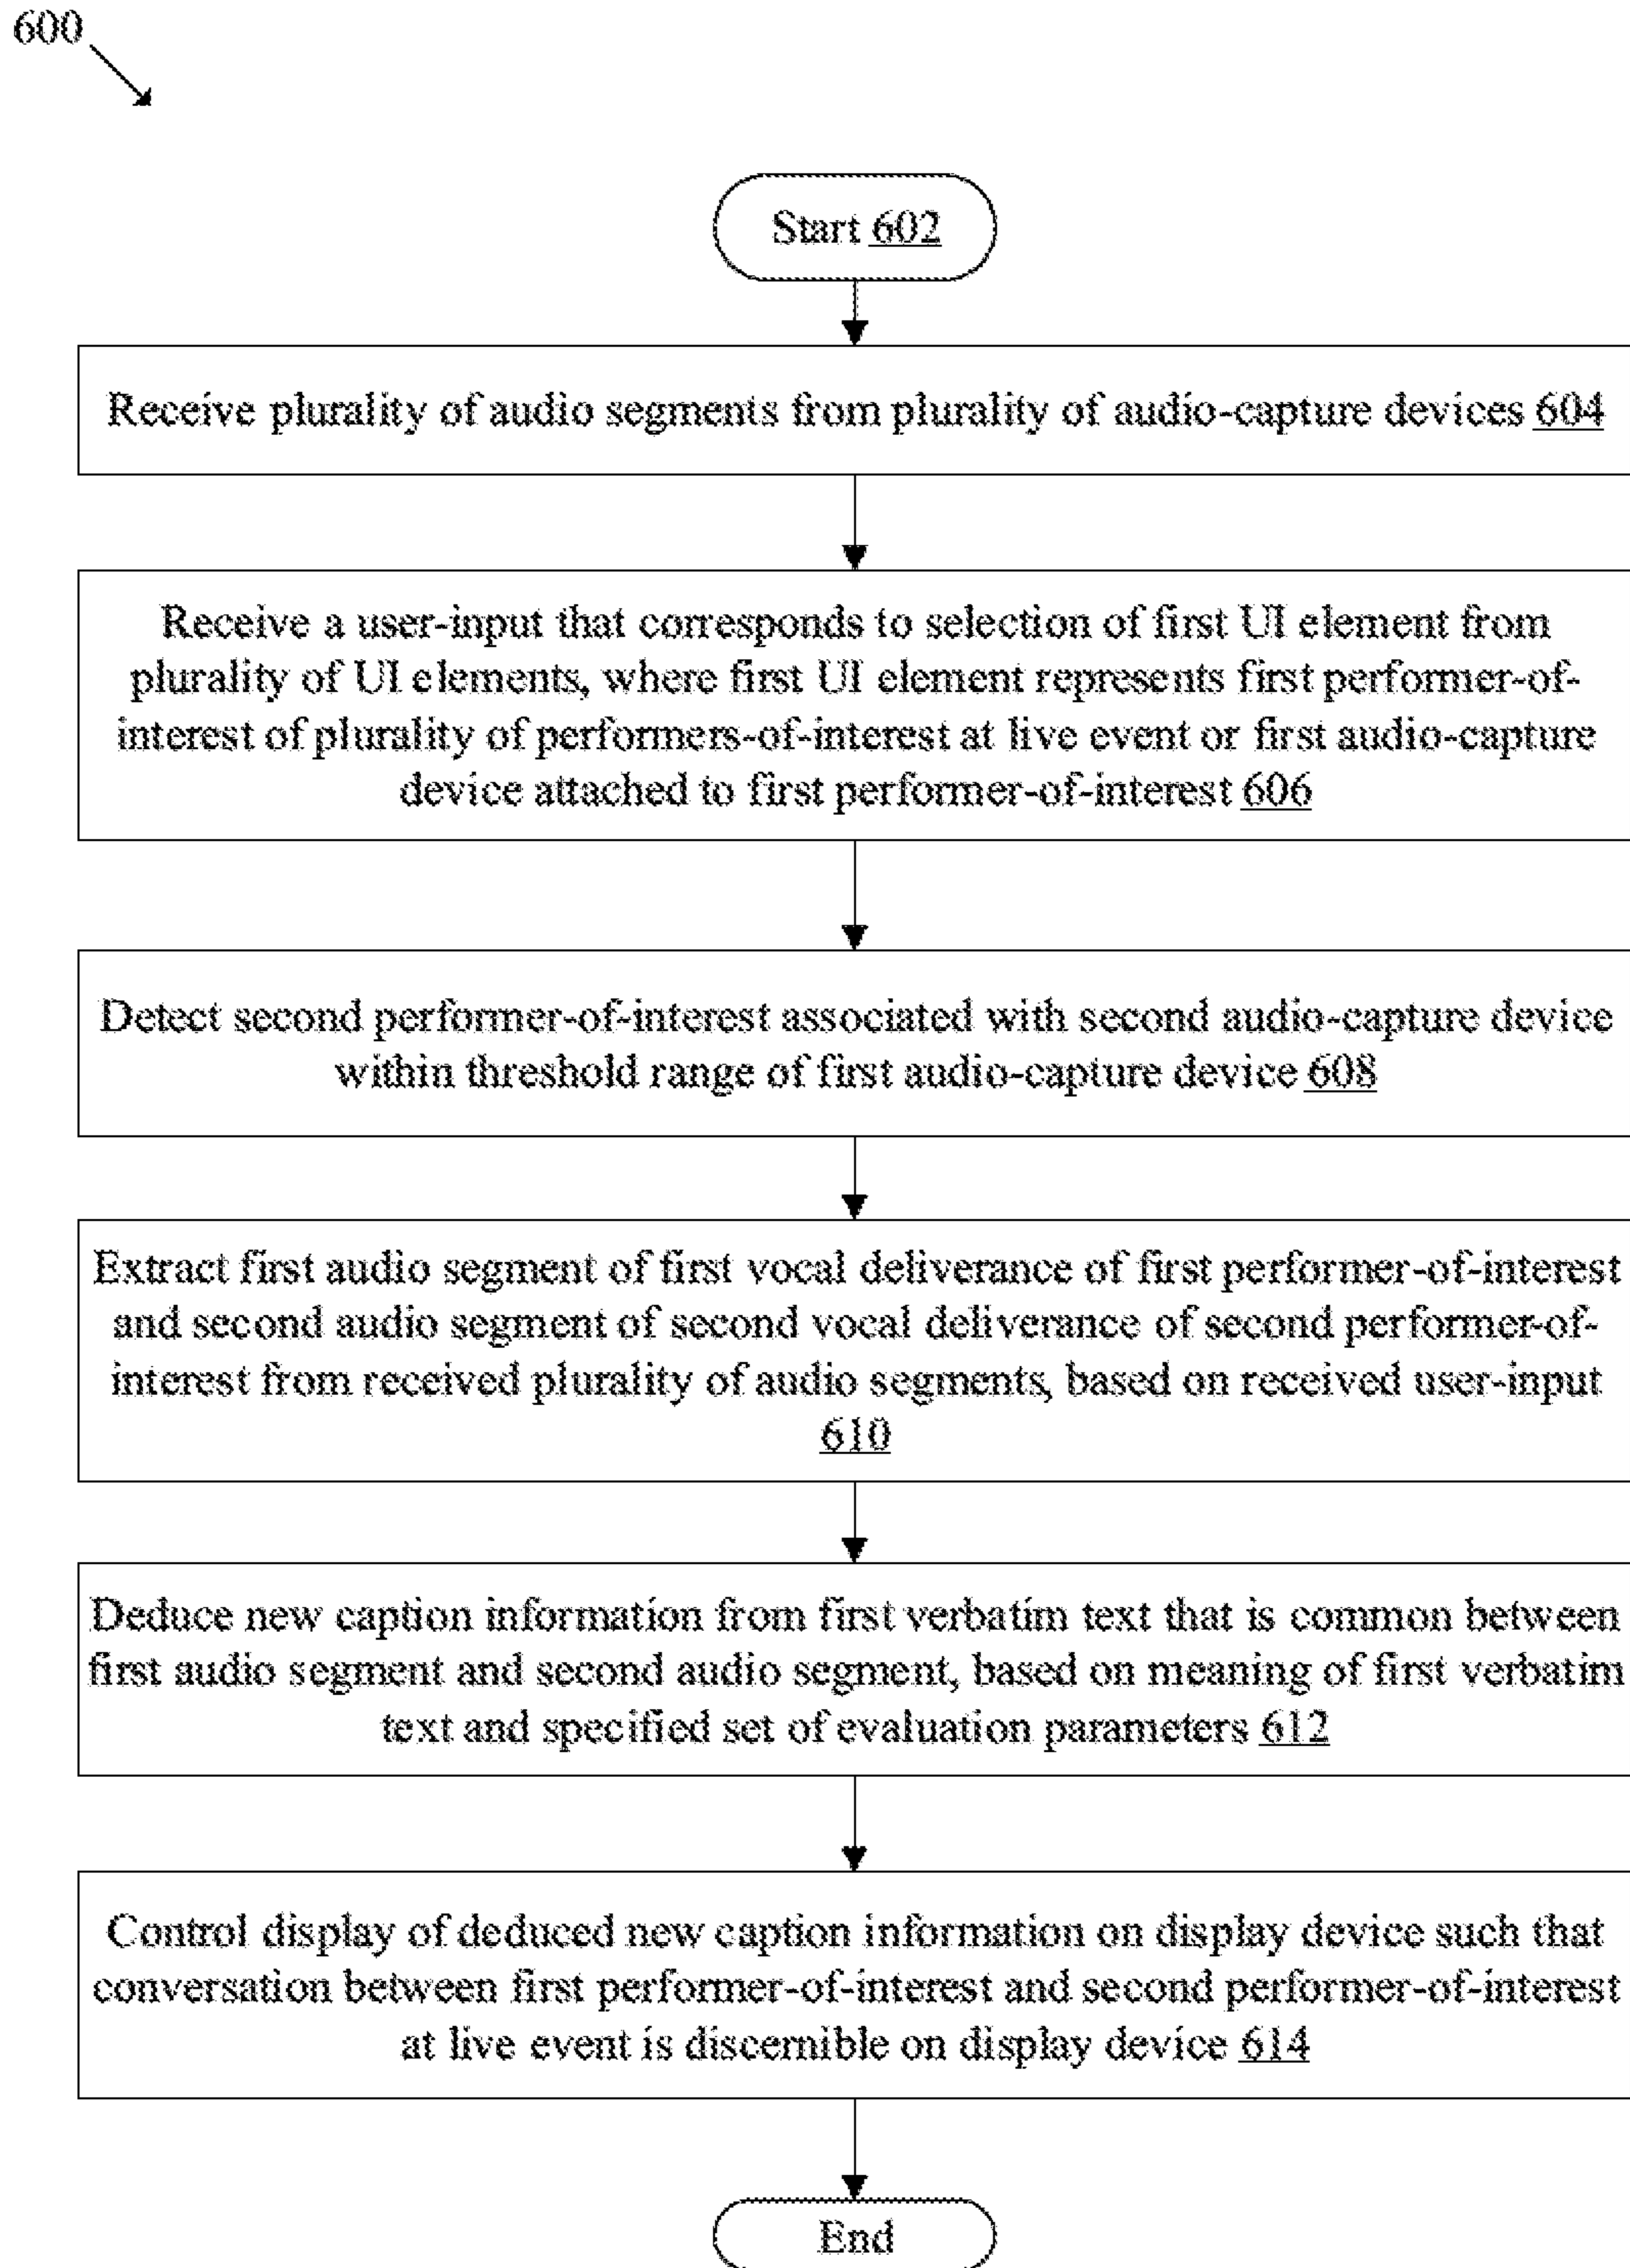 600
Start 602
Receive plurality of audio segments from plurality of audio-capture devices 604
Receive a user-input that corresponds to selection of first UI element from
plurality of UI elements, where first UI element represents first performer-of-
interest of plurality of performers-of-interest at live event or first audio-capture
device attached to first performer-of-interest 606
Detect second performer-of-interest associated with second audio-capture device
within threshold range of first audio-capture device 608
Extract first audio segment of first vocal deliverance of first performer-of-interest
and second audio segment of second vocal deliverance of second performer-of-
interest from received plurality of audio segments, based on received user-input
610
Deduce new caption information from first verbatim text that is common between
first audio segment and second audio segment, based on meaning of first verbatim
text and specified set of evaluation parameters 612
Control display of deduced new caption information on display device such that
conversation between first performer-of-interest and second performer-of-interest
at live event is discernible on display device 614
End